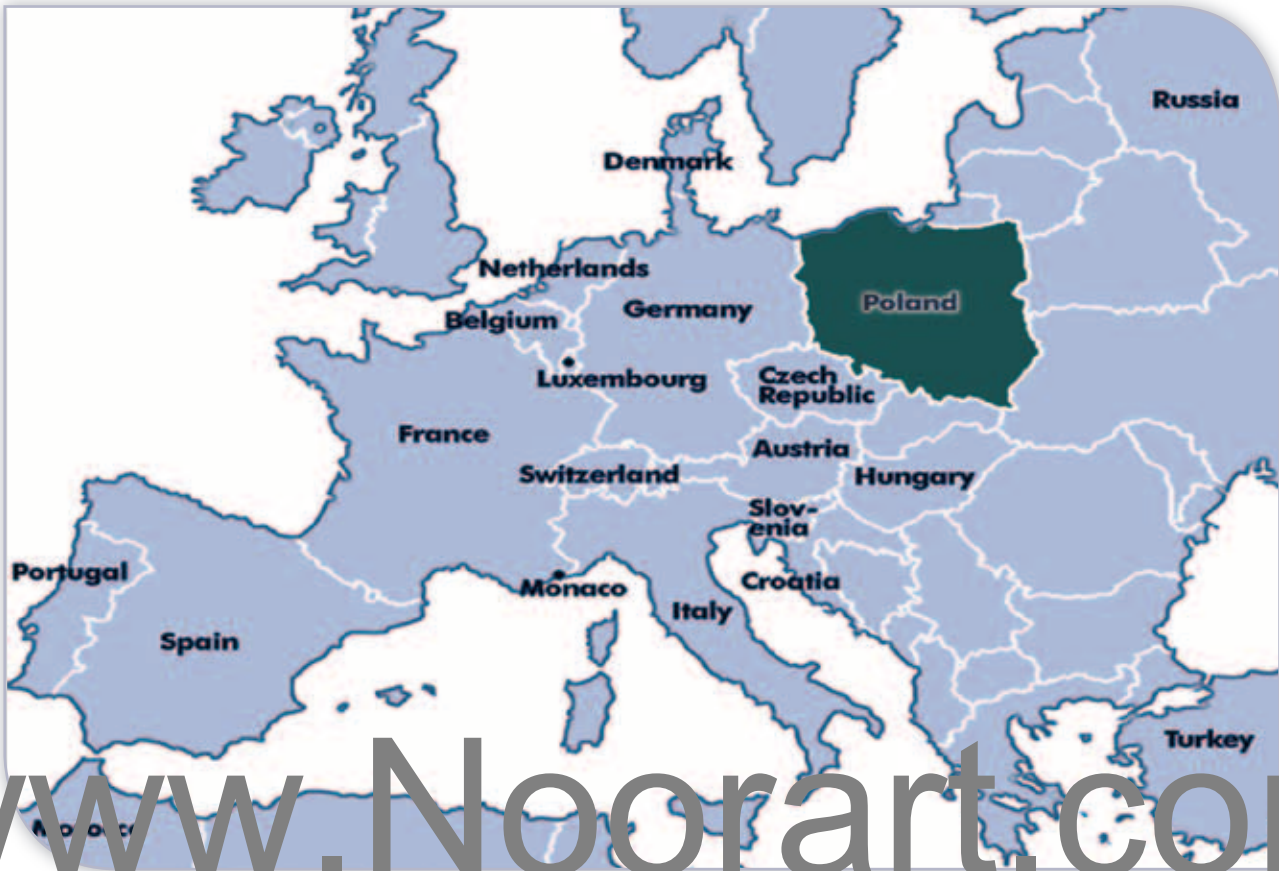 Russia
Denmark
Netherlands
Germany
Poland
Belgium
Luxembourg
Czech
Republic
France
Austria
Switzerland
Hungary
Slov-
enia
Portugal
Monaco
Croatia
Italy
Spain
Turkey
Morocco
www.Noorart.com